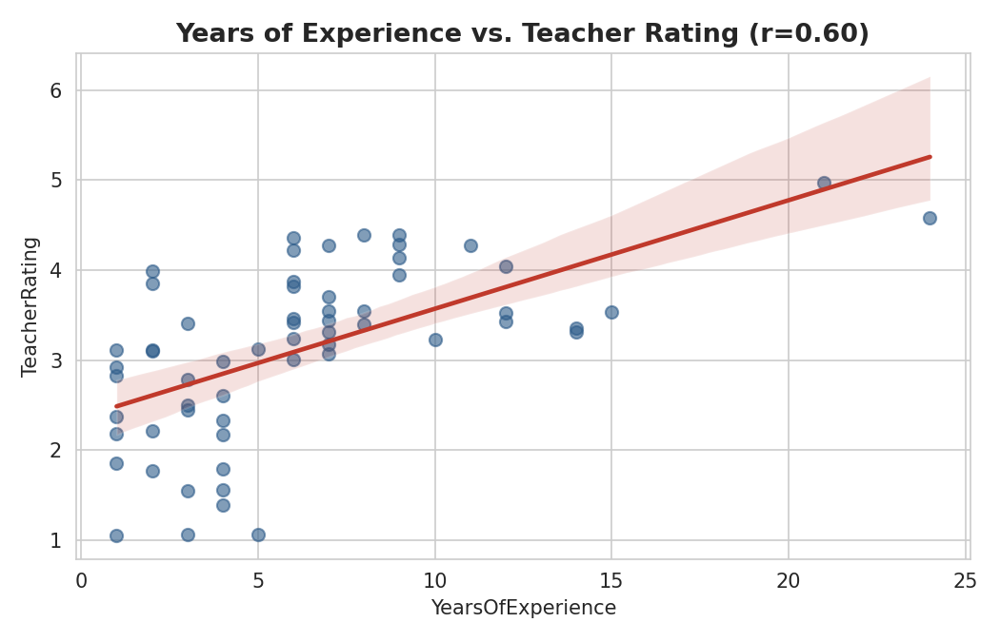 Years of Experience vs. Teacher Rating (r=0.60)
6
5
4
3
2
1
TeacherRating
0 5 10 15 20 25
YearsOfExperience